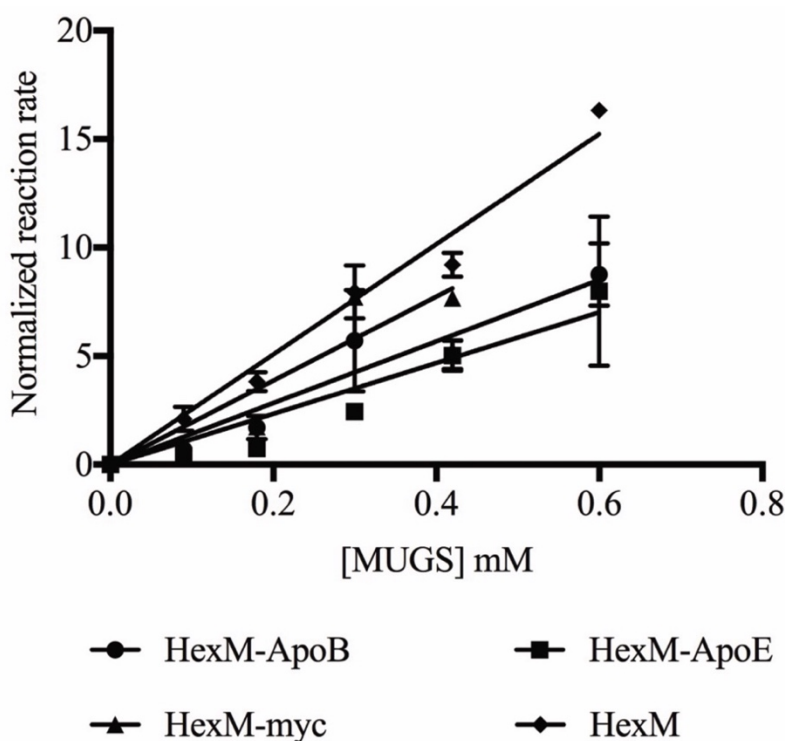 20
15
10
5
0
Normalized reaction rate
0.0 0.2 0.4 0.6 0.8
[MUGS] mM
HexM-ApoB HexM-ApoE
HexM-myc HexM